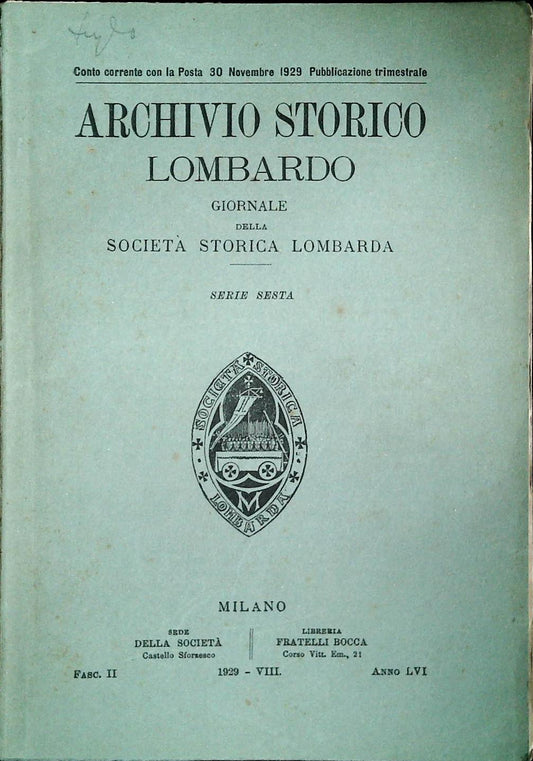 Conto corrente con la Posta 30 Novembre 1929 Pubblicazione trimestrale
ARCHIVIO STORICO
LOMBARDO
GIORNALE
DELLA
SOCIETÀ STORICA LOMBARDA
SERIE SESTA
SOCIETÀ STORICA
LOMBARDA
M
MILANO
SEDE
DELLA SOCIETÀ
Castello Sforzesco
LIBRERIA
FRATELLI BOCCA
Corso Vitt. Em., 21
FASC. II 1929 - VIII. ANNO LVI